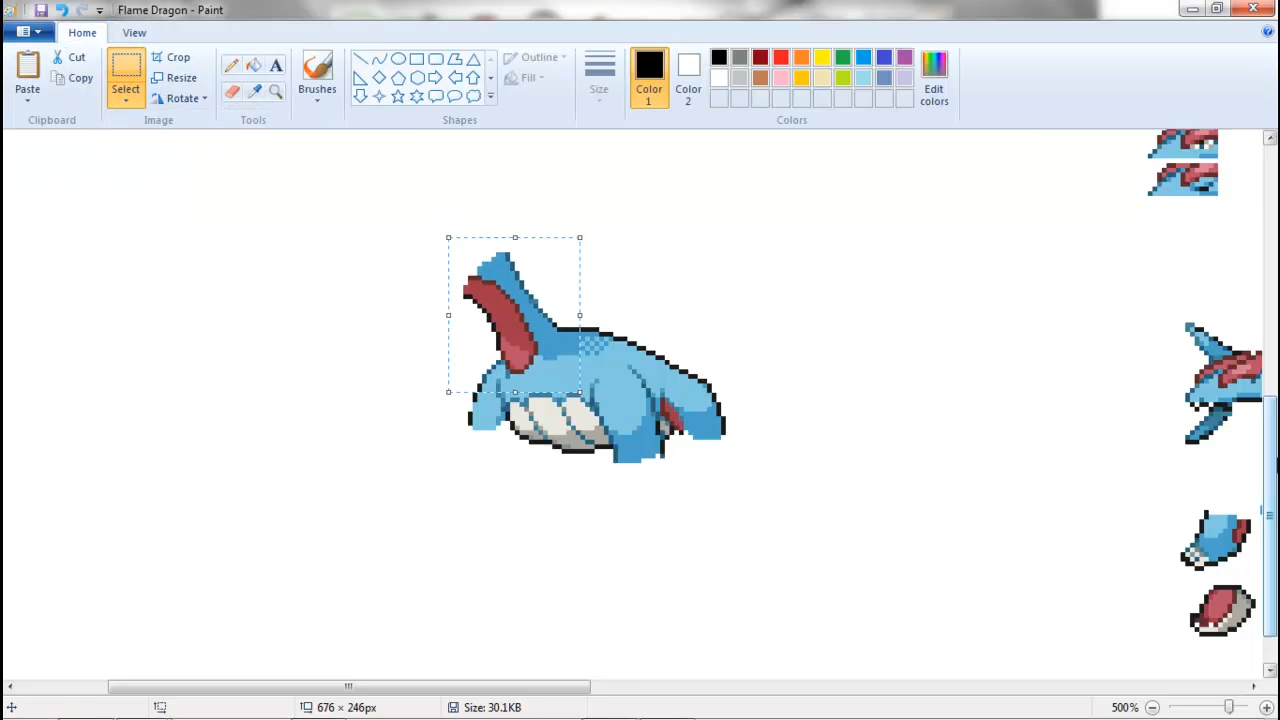 Flame Dragon - Paint
Home View
Paste
Cut
Copy
Clipboard
Select
Crop
Resize
Rotate
Image
A
Tools
Brushes
Outline
Fill
Shapes
Size
Color 1
Color 2
Edit colors
Colors
676 × 246px
Size: 30.1KB
500%